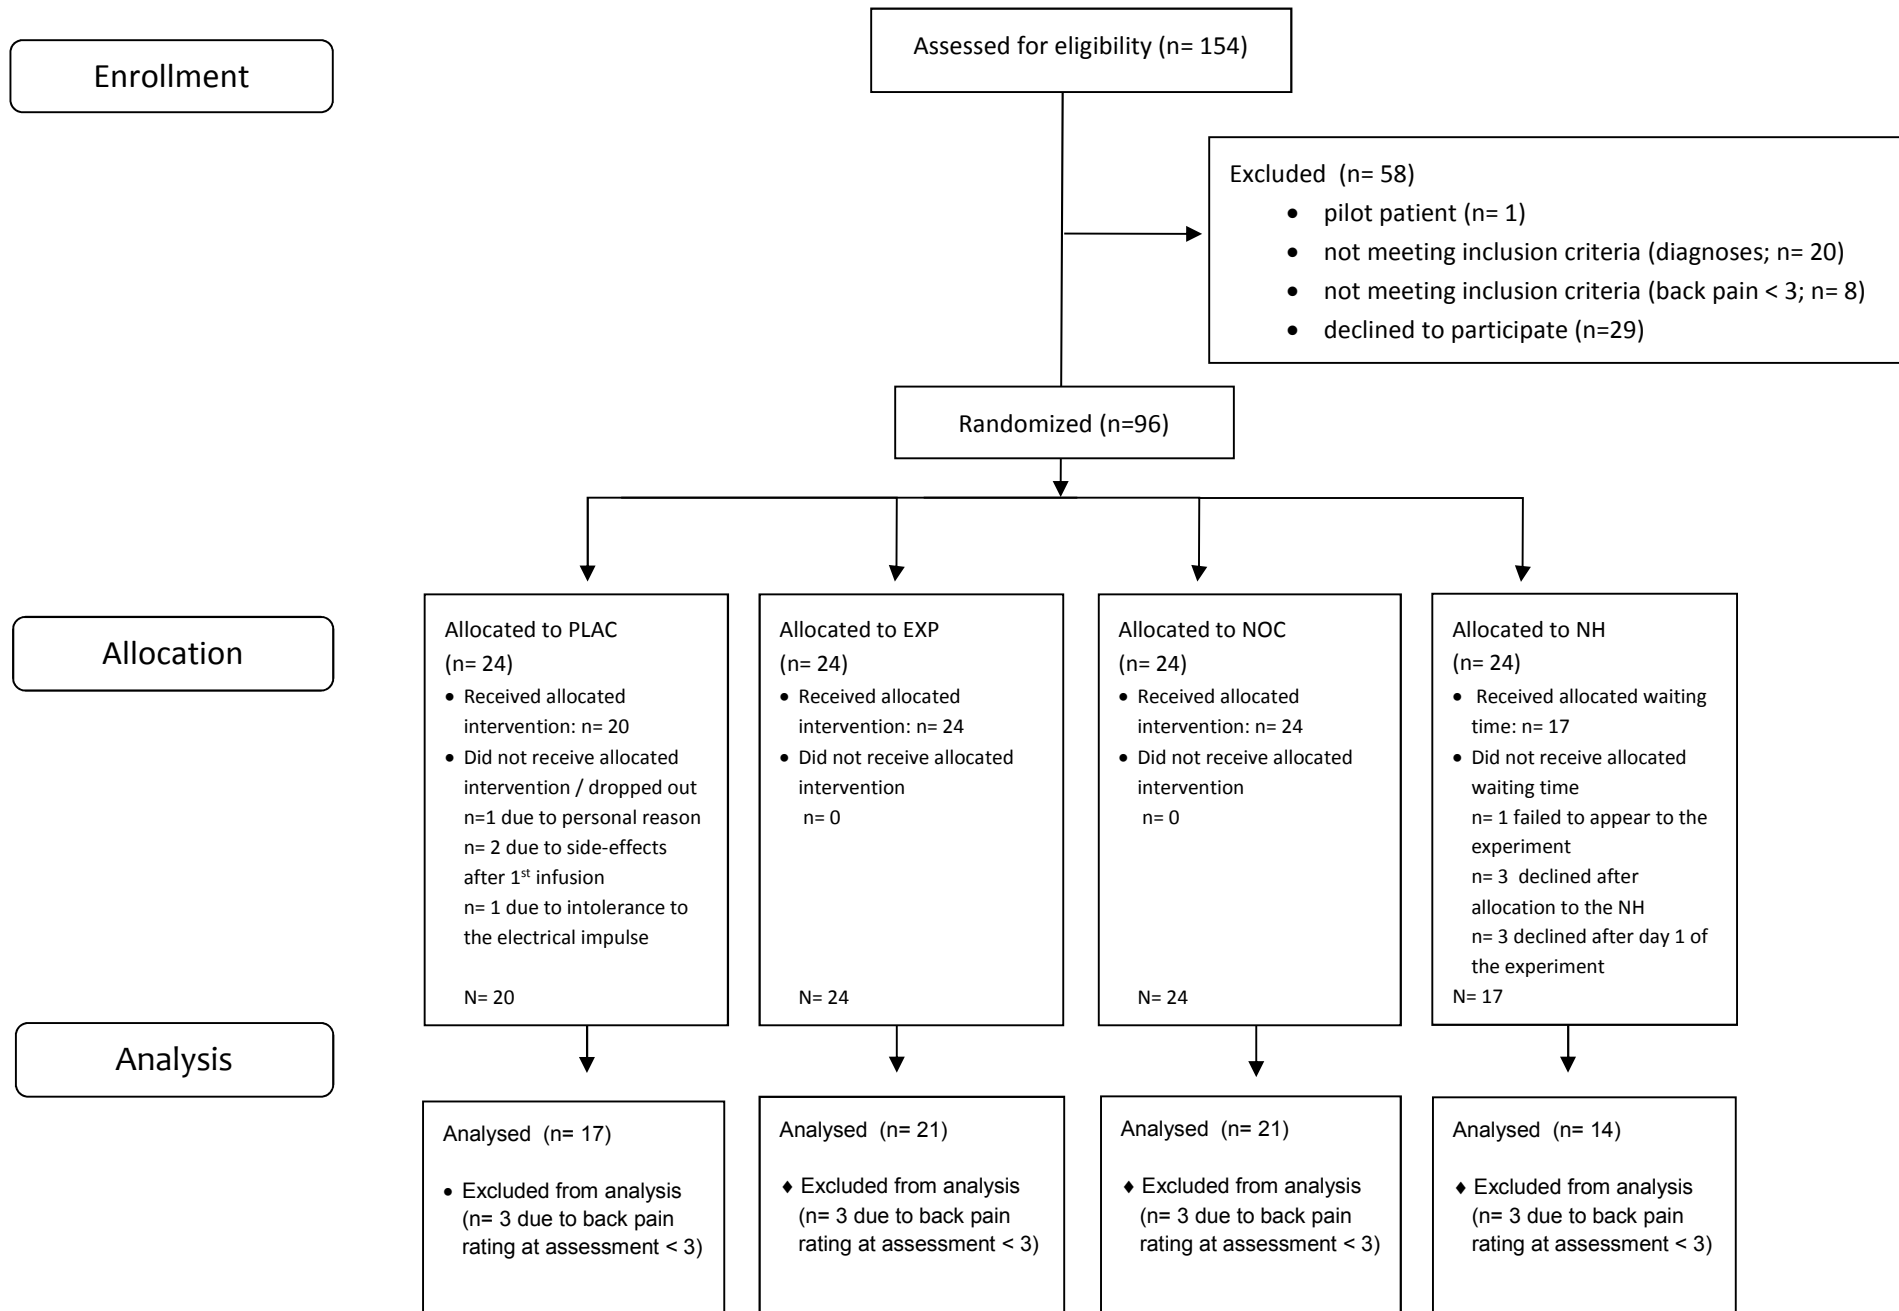 Enrollment
Assessed for eligibility (n= 154)
Excluded  (n= 58)
• pilot patient (n= 1)
• not meeting inclusion criteria (diagnoses; n= 20)
• not meeting inclusion criteria (back pain < 3; n= 8)
• declined to participate (n=29)
Randomized (n=96)
Allocation
Allocated to PLAC
(n= 24)
• Received allocated
intervention: n= 20
• Did not receive allocated
intervention / dropped out
n=1 due to personal reason
n= 2 due to side-effects
after 1st infusion
n= 1 due to intolerance to
the electrical impulse
N= 20
Allocated to EXP
(n= 24)
• Received allocated
intervention: n= 24
• Did not receive allocated
intervention
n= 0
N= 24
Allocated to NOC
(n= 24)
• Received allocated
intervention: n= 24
• Did not receive allocated
intervention
n= 0
N= 24
Allocated to NH
(n= 24)
• Received allocated waiting
time: n= 17
• Did not receive allocated
waiting time
n= 1 failed to appear to the
experiment
n= 3  declined after
allocation to the NH
n= 3 declined after day 1 of
the experiment
N= 17
Analysis
Analysed  (n= 17)
• Excluded from analysis
(n= 3 due to back pain
rating at assessment < 3)
Analysed  (n= 21)
♦ Excluded from analysis
(n= 3 due to back pain
rating at assessment < 3)
Analysed  (n= 21)
♦ Excluded from analysis
(n= 3 due to back pain
rating at assessment < 3)
Analysed  (n= 14)
♦ Excluded from analysis
(n= 3 due to back pain
rating at assessment < 3)